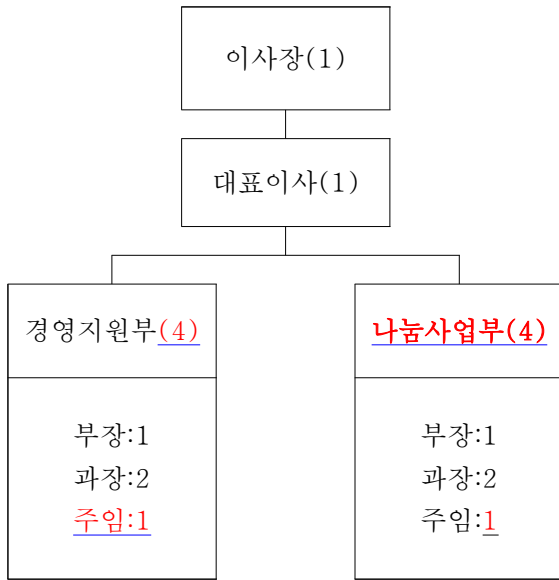 이사장(1)
대표이사(1)
경영지원부(4)
부장:1
과장:2
주임:1
나눔사업부(4)
부장:1
과장:2
주임:1